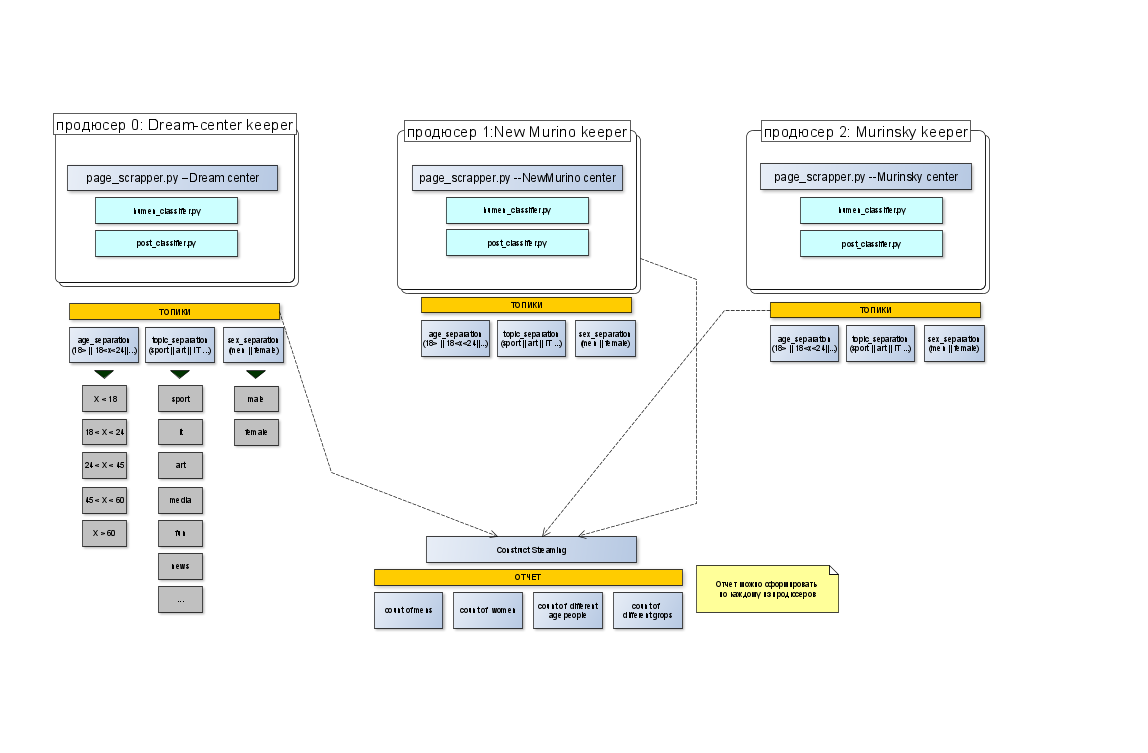 продюсер 0: Dream-center keeper
page_scrapper.py --Dream center
human_classifier.py
post_classifier.py
ТОПИКИ
age_separation
(18> || 18<x<24||...)
topic_separation
(sport || art || IT ...)
sex_separation
(men || female)
X < 18
18 < X < 24
24 < X < 45
45 < X < 60
X > 60
sport
it
art
media
fun
news
...
male
female
продюсер 1:New Murino keeper
page_scrapper.py --NewMurino center
human_classifier.py
post_classifier.py
ТОПИКИ
age_separation
(18> || 18<x<24||...)
topic_separation
(sport || art || IT ...)
sex_separation
(men || female)
продюсер 2: Murinsky keeper
page_scrapper.py --Murinsky center
human_classifier.py
post_classifier.py
ТОПИКИ
age_separation
(18> || 18<x<24||...)
topic_separation
(sport || art || IT ...)
sex_separation
(men || female)
Construct Streaming
ОТЧЕТ
count of mens
count of women
count of different
age people
count of
different grops
Отчет можно сформировать
по каждому из продюсеров